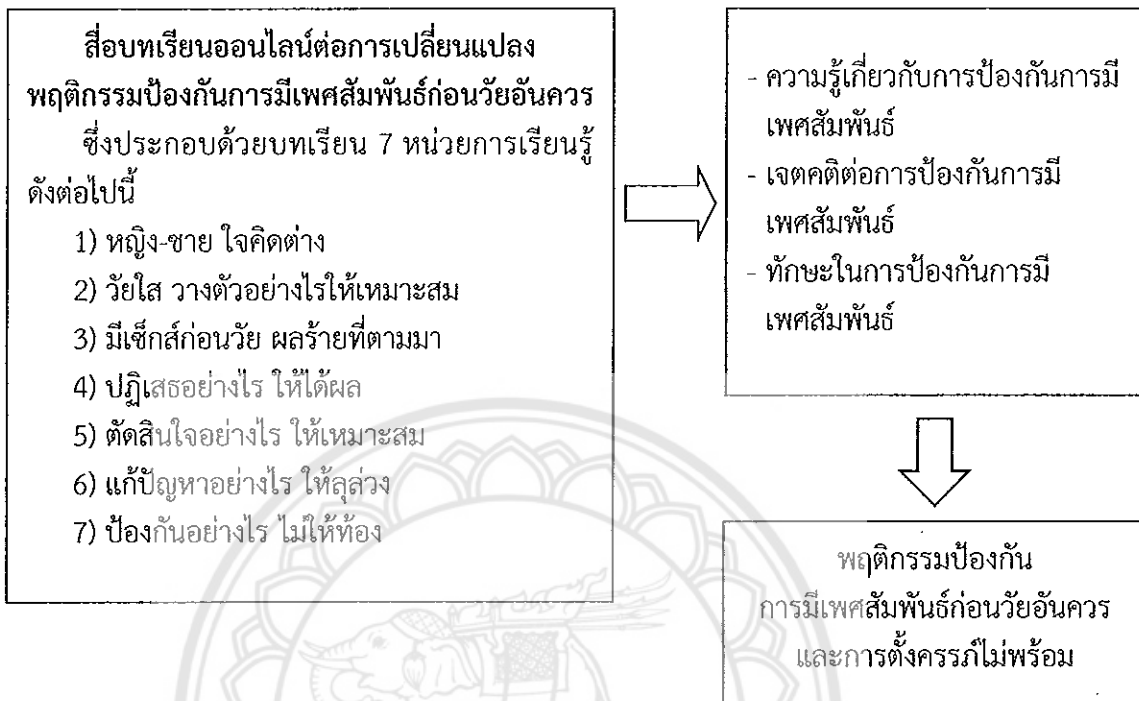 สื่อบทเรียนออนไลน์ต่อการเปลี่ยนแปลง
พฤติกรรมป้องกันการมีเพศสัมพันธ์ก่อนวัยอันควร
ซึ่งประกอบด้วยบทเรียน 7 หน่วยการเรียนรู้
ดังต่อไปนี้
1) หญิง-ชาย ใจคิดต่าง
2) วัยใส วางตัวอย่างไรให้เหมาะสม
3) มีเซ็กส์ก่อนวัย ผลร้ายที่ตามมา
4) ปฏิเสธอย่างไร ให้ได้ผล
5) ตัดสินใจอย่างไร ให้เหมาะสม
6) แก้ปัญหาอย่างไร ให้ลุล่วง
7) ป้องกันอย่างไร ไม่ให้ท้อง
- ความรู้เกี่ยวกับการป้องกันการมี
เพศสัมพันธ์
- เจตคติต่อการป้องกันการมี
เพศสัมพันธ์
- ทักษะในการป้องกันการมี
เพศสัมพันธ์
พฤติกรรมป้องกัน
การมีเพศสัมพันธ์ก่อนวัยอันควร
และการตั้งครรภ์ไม่พร้อม